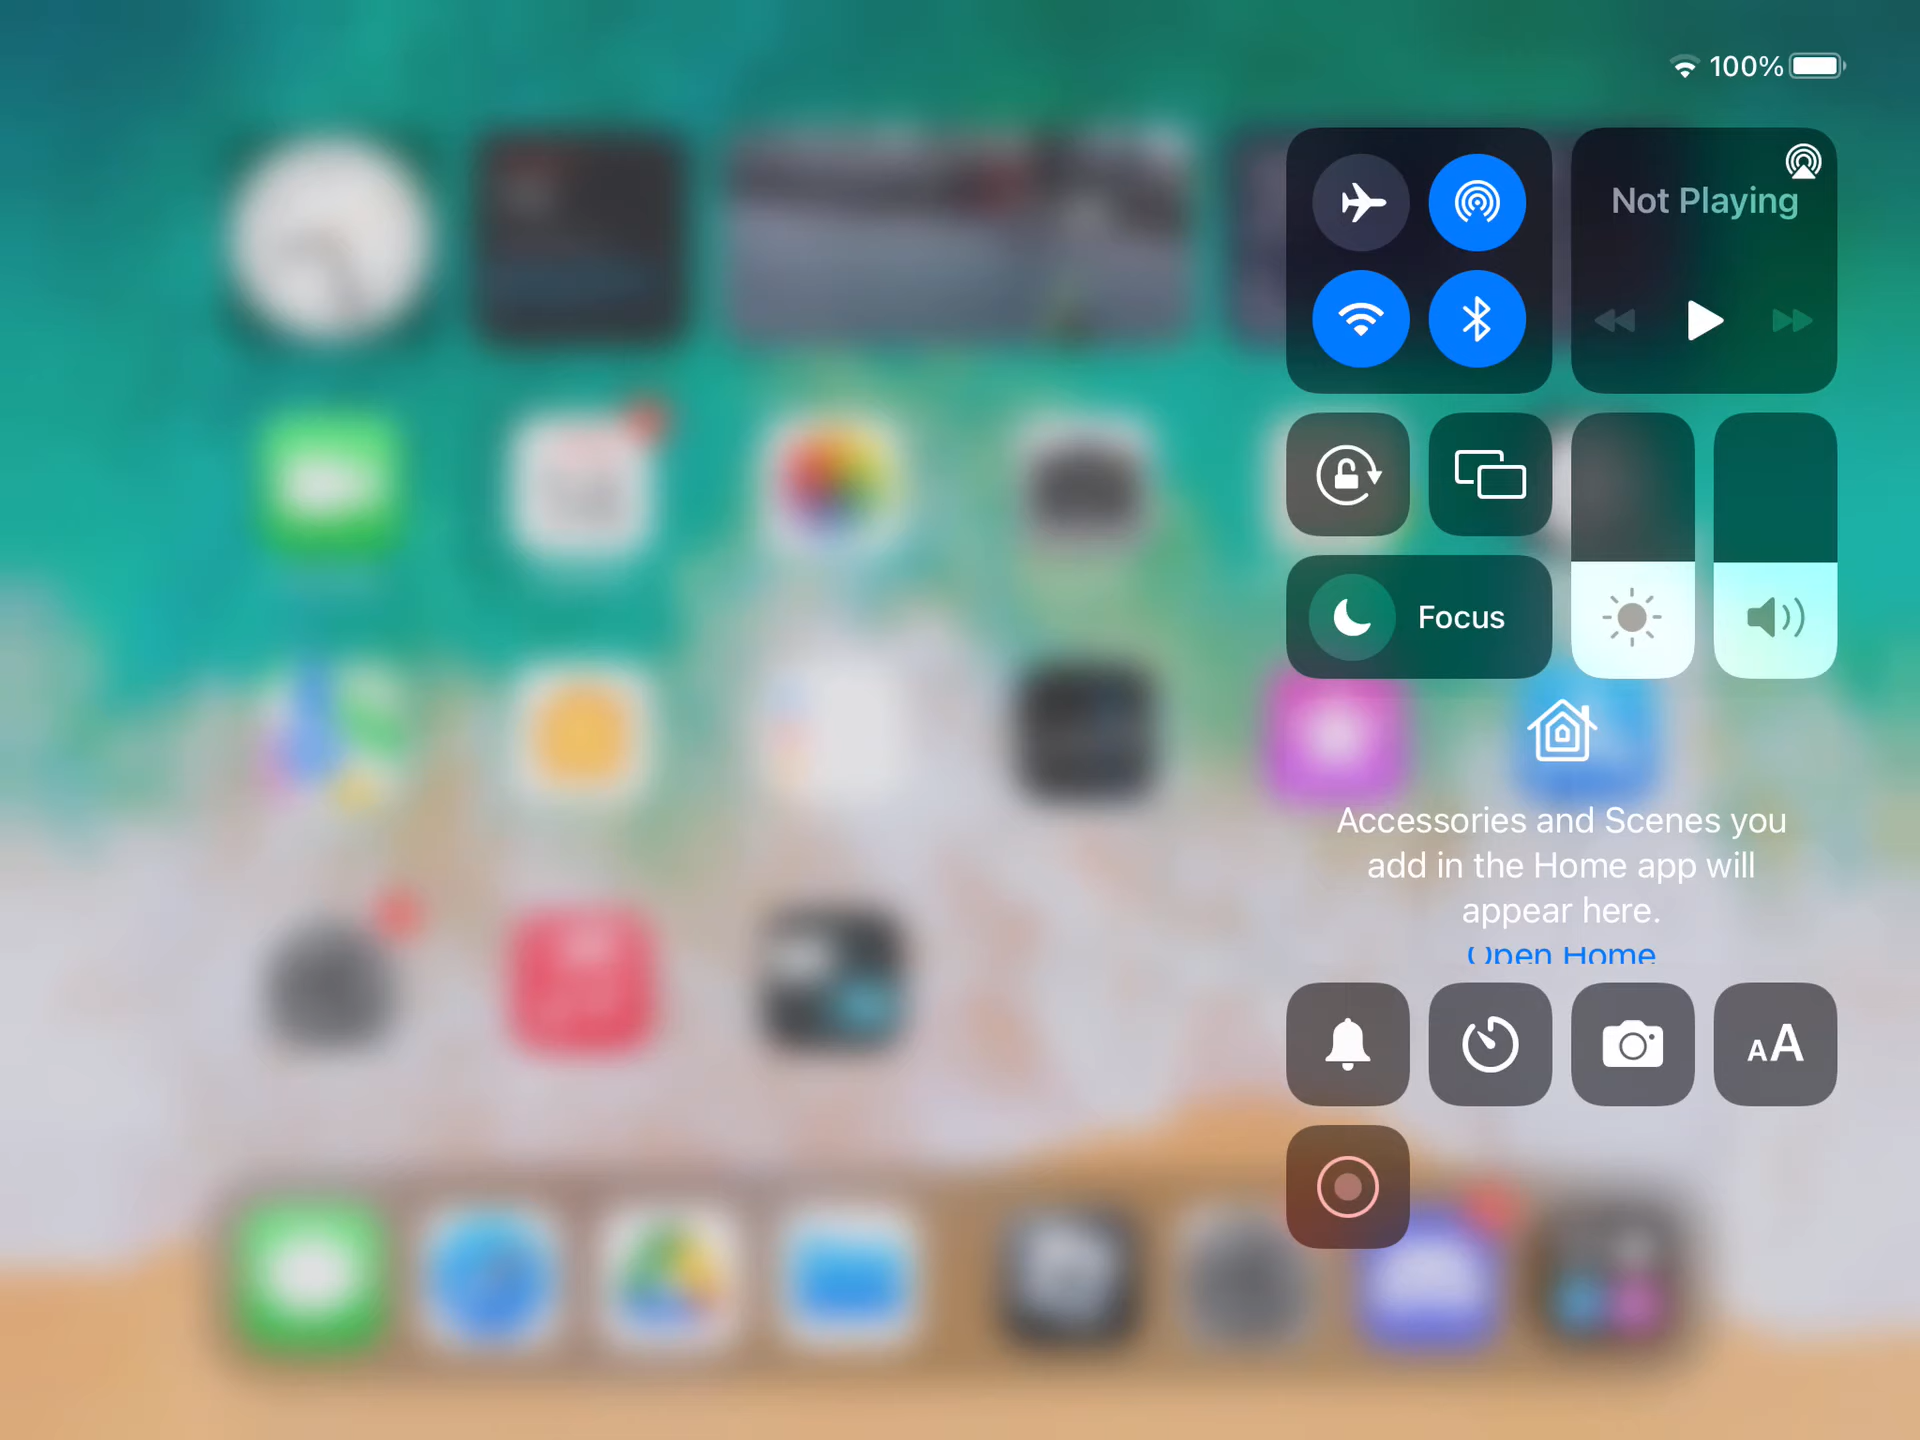 100%
Not Playing
Focus
Accessories and Scenes you
add in the Home app will
appear here.
Open Home
AA